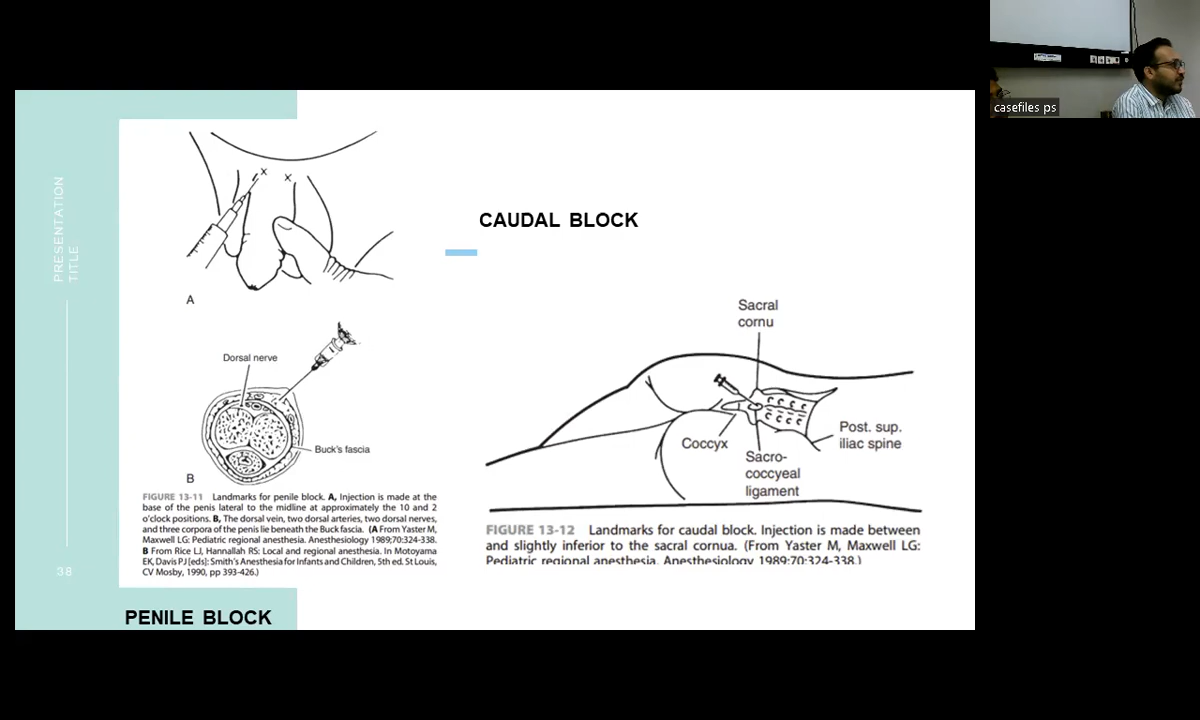 casefiles ps
PRESENTATION
TITLE
38
A
Dorsal nerve
Buck's fascia
B
FIGURE 13-11 Landmarks for penile block. A, Injection is made at the
base of the penis lateral to the midline at approximately the 10 and 2
o'clock positions. B, The dorsal vein, two dorsal arteries, two dorsal nerves,
and three corpora of the penis lie beneath the Buck fascia. (A From Yaster M,
Maxwell LG: Pediatric regional anesthesia. Anesthesiology 1989;70:324-338.
B From Rice LJ, Hannallah RS: Local and regional anesthesia. In Motoyama
EK, Davis PJ [eds]: Smith's Anesthesia for Infants and Children, 5th ed. St Louis,
CV Mosby, 1990, pp 393-426.)
PENILE BLOCK
CAUDAL BLOCK
Sacral
cornu
Coccyx
Sacro-
coccyeal
ligament
Post. sup.
iliac spine
FIGURE 13-12 Landmarks for caudal block. Injection is made between
and slightly inferior to the sacral cornua. (From Yaster M, Maxwell LG:
Pediatric regional anesthesia. Anesthesiology 1989;70:324-338.)